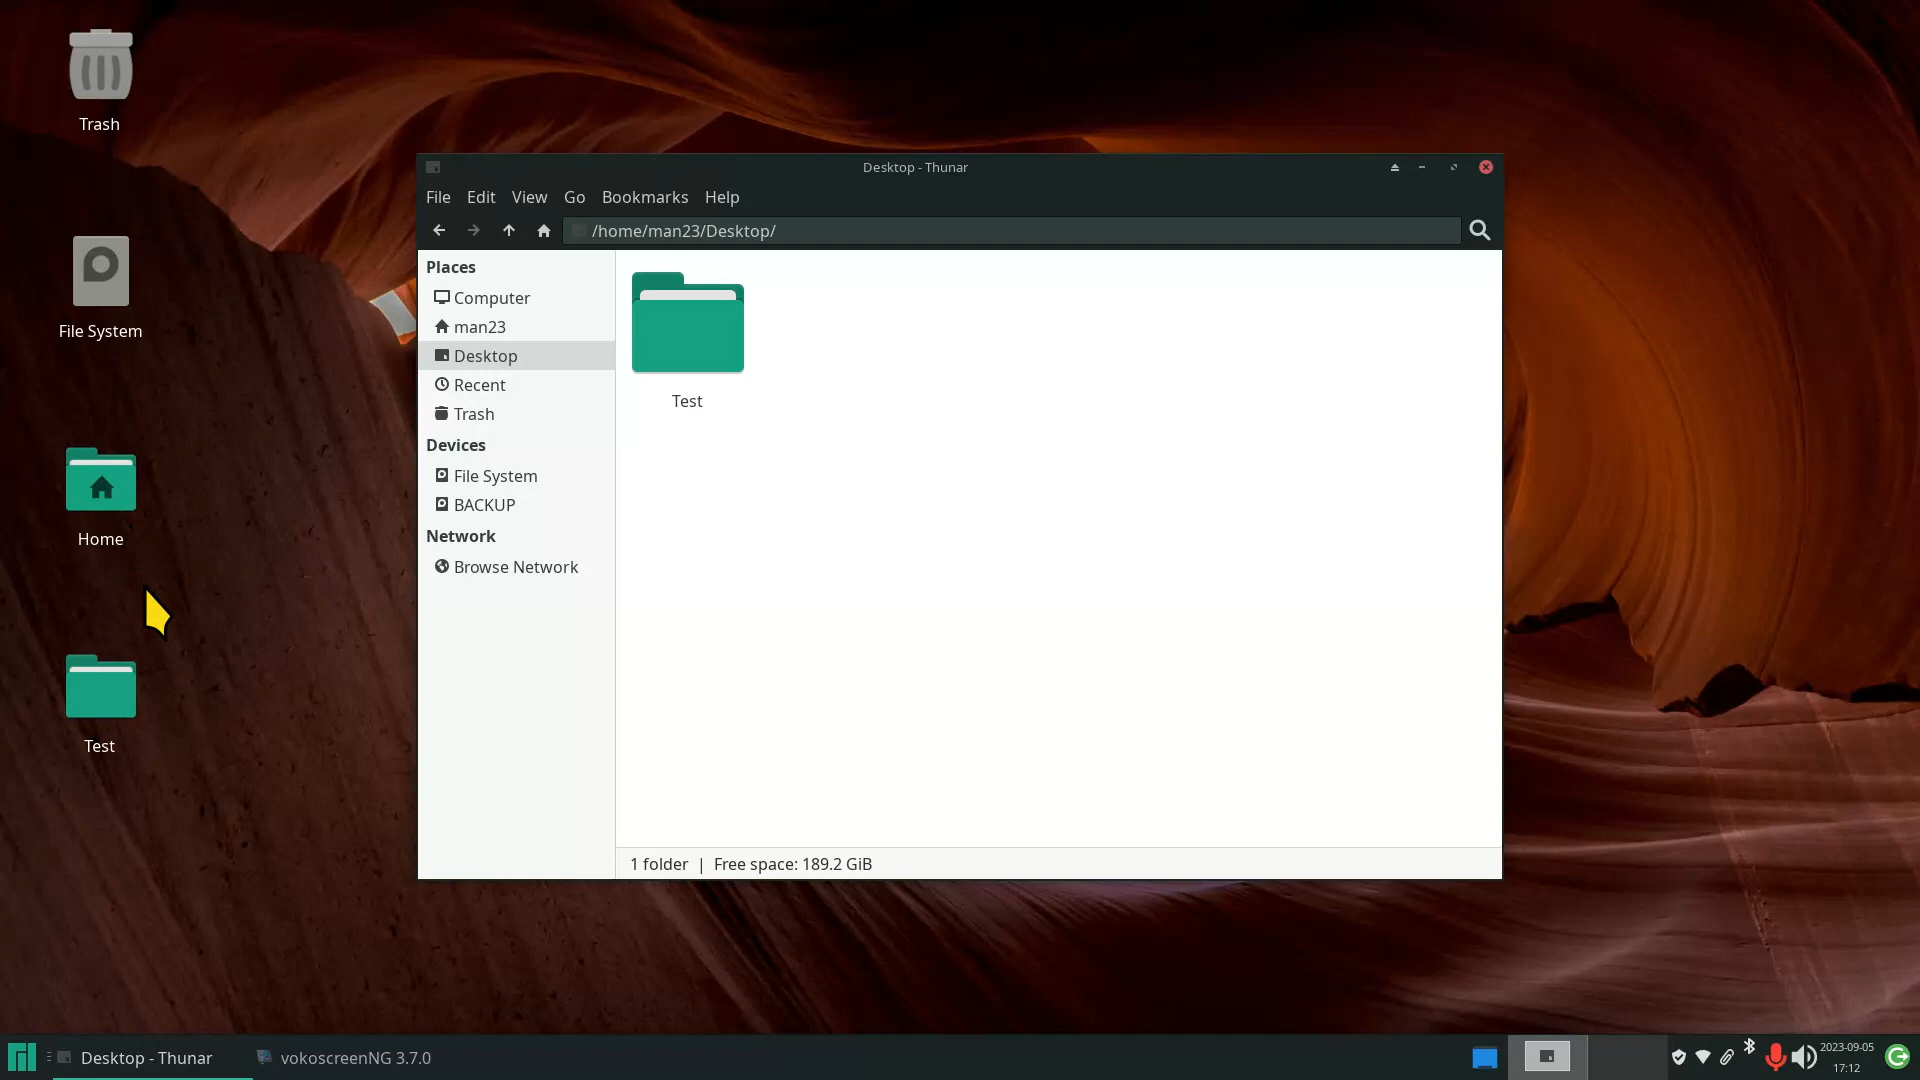 Trash
File System
Home
Test
Desktop - Thunar
File Edit View Go Bookmarks Help
/home/man23/Desktop/
Places
Computer
man23
Desktop
Recent
Trash
Devices
File System
BACKUP
Network
Browse Network
Test
1 folder | Free space: 189.2 GiB
Desktop - Thunar
vokoscreenNG 3.7.0
2023-09-05
17:12